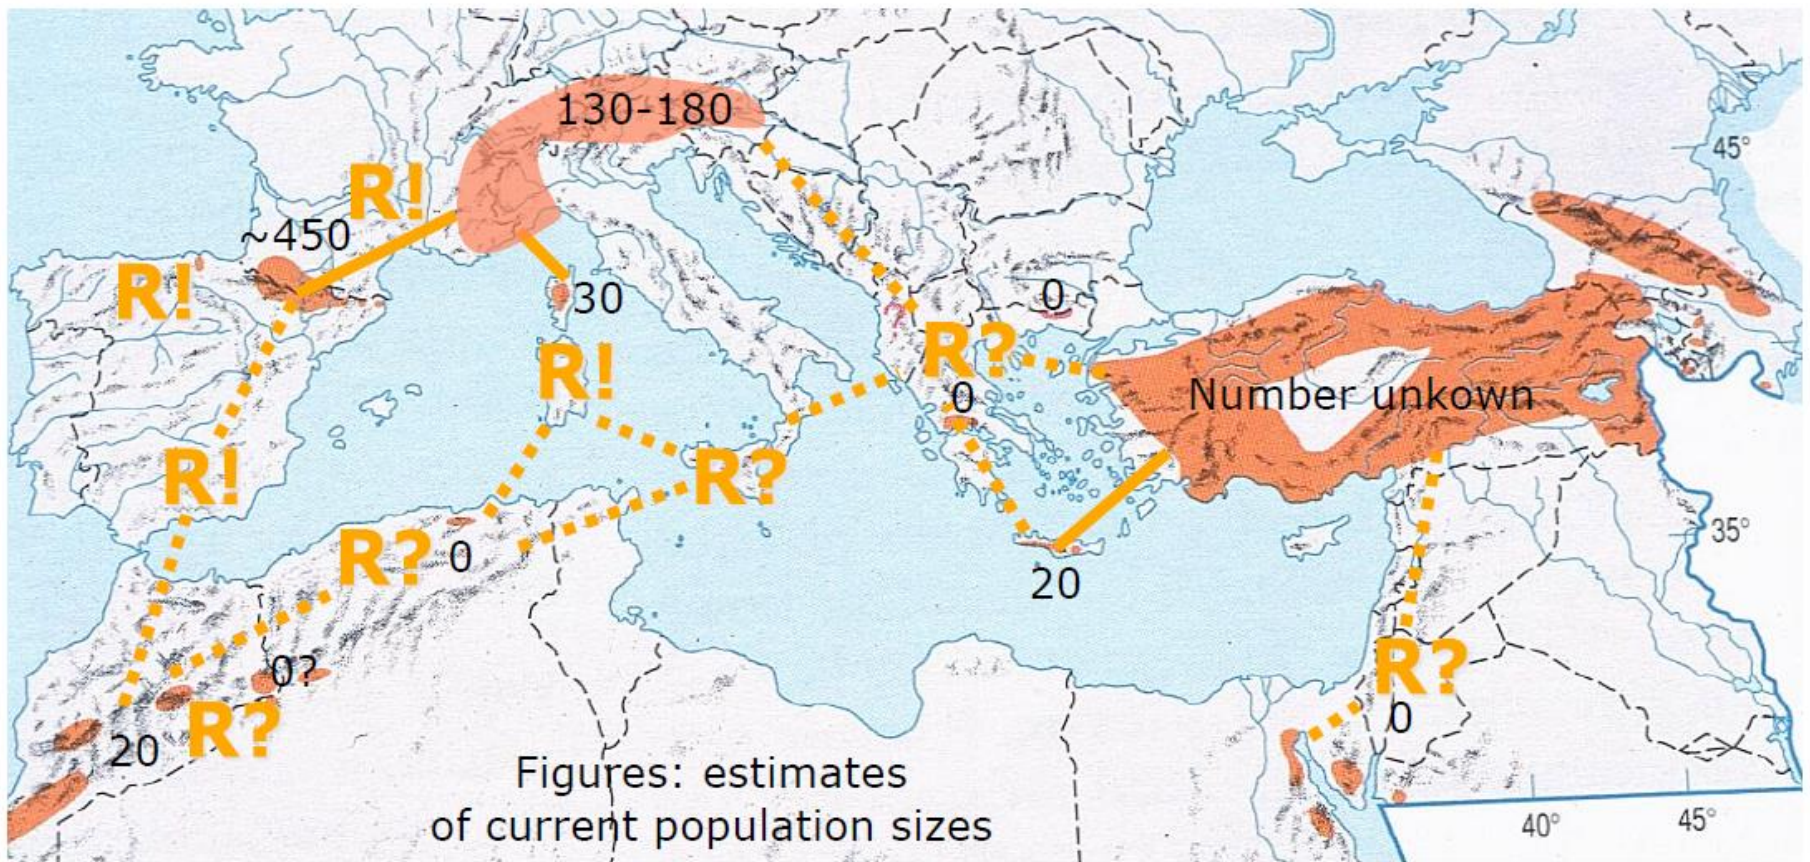 130-180
45°
R!
~450
R!
30
0
R!
R?
0
Number unkown
R!
R?
35°
R?
0
20
R?
0?
0
R?
20
Figures: estimates
of current population sizes
40°
45°